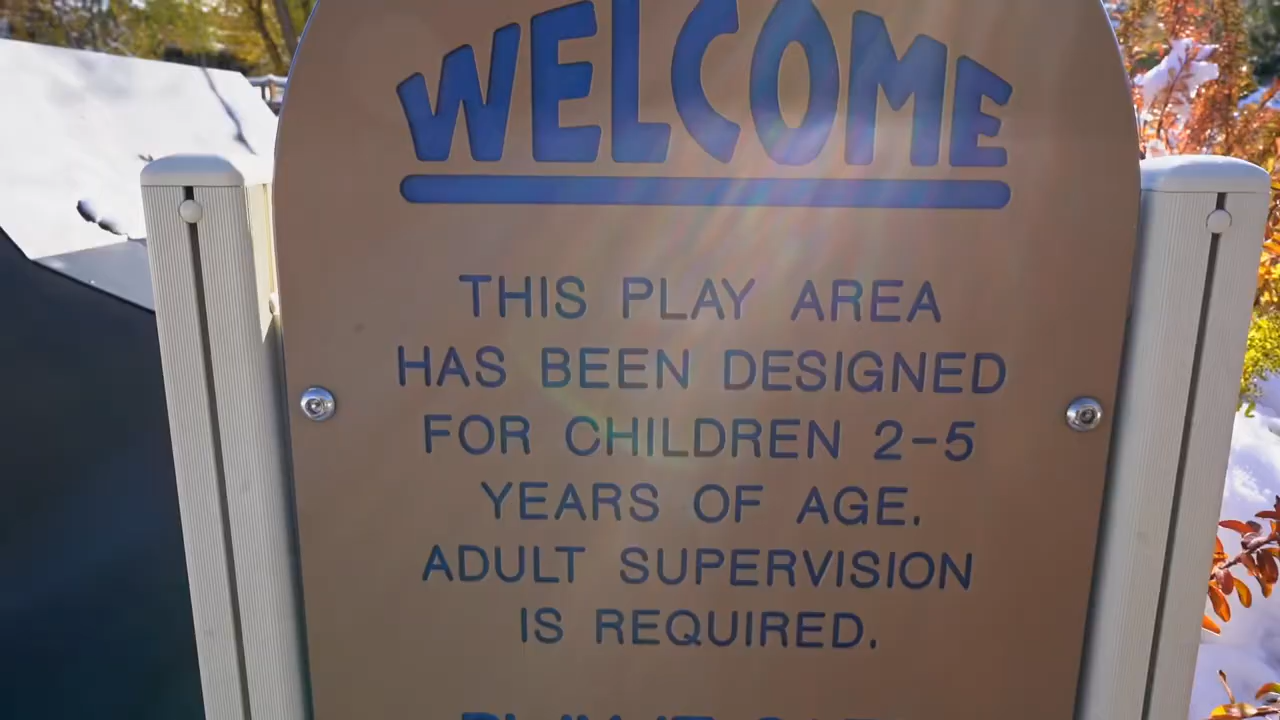 WELCOME
THIS PLAY AREA
HAS BEEN DESIGNED
FOR CHILDREN 2-5
YEARS OF AGE.
ADULT SUPERVISION
IS REQUIRED.